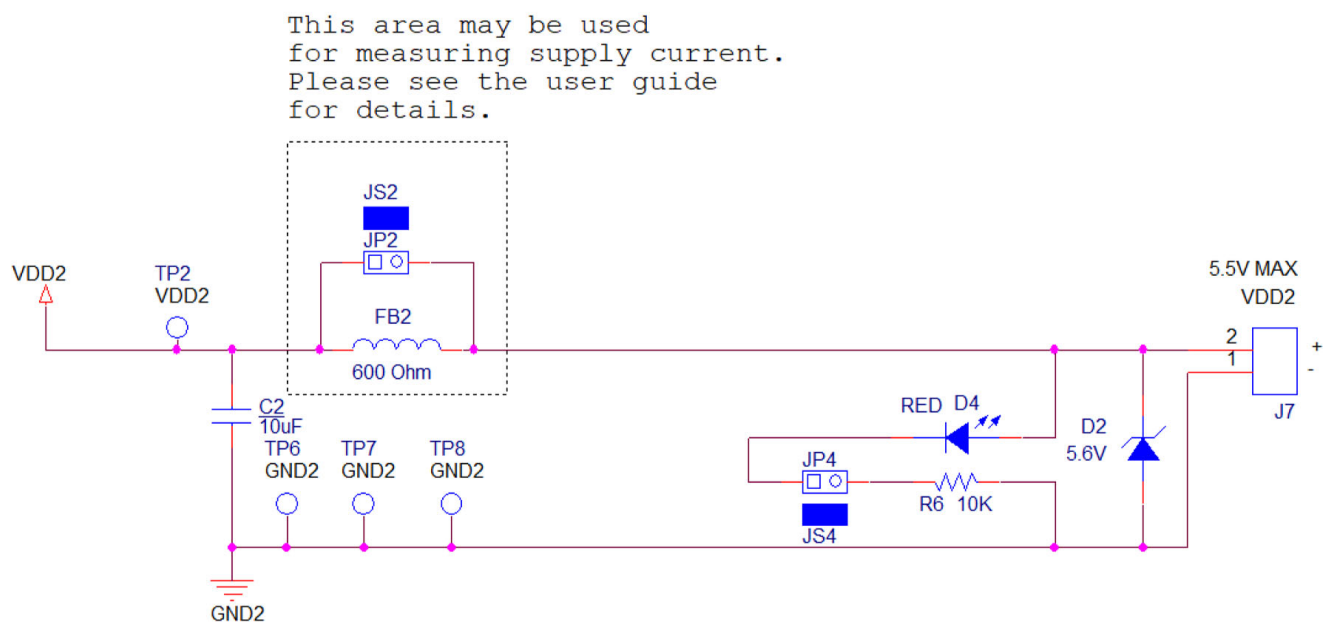 This area may be used
for measuring supply current.
Please see the user guide
for details.
JS2
JP2
VDD2
TP2
VDD2
5.5V MAX
VDD2
FB2
600 Ohm
2
1
+
-
J7
C2
10uF
RED D4
D2
5.6V
TP6
GND2
TP7
GND2
TP8
GND2
JP4
R6 10K
JS4
GND2